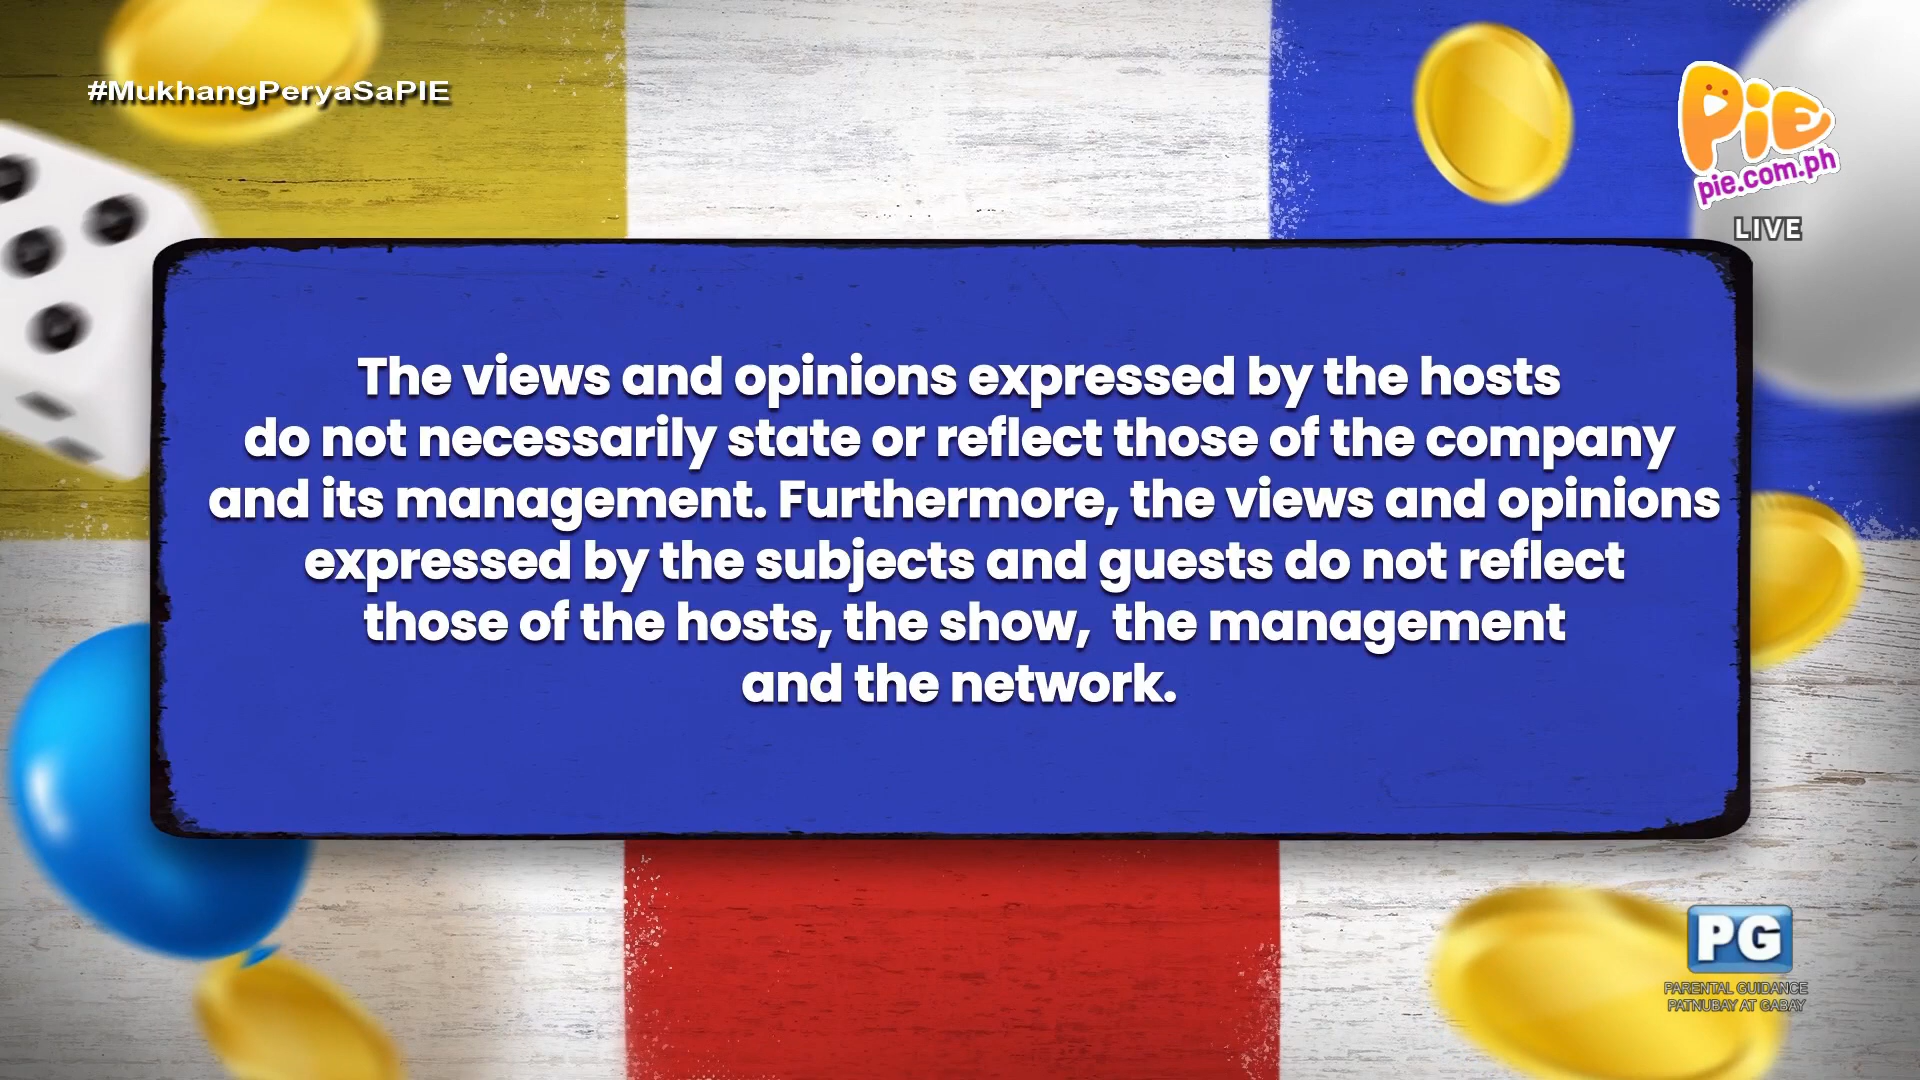 #MukhangPeryaSaPIE
PiE
pie.com.ph
LIVE
The views and opinions expressed by the hosts
do not necessarily state or reflect those of the company
and its management. Furthermore, the views and opinions
expressed by the subjects and guests do not reflect
those of the hosts, the show,  the management
and the network.
PG
PARENTAL GUIDANCE
PATNUBAY AT GABAY